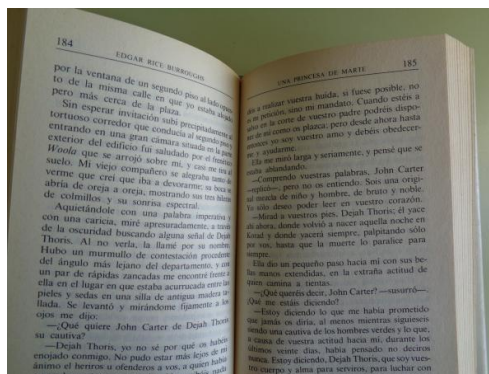 184
EDGAR RICE BURROUGHS
por la ventana de un segundo piso al lado opues-
to de la misma calle en que yo estaba alojado
pero más cerca de la plaza.
Sin esperar invitación subí precipitadamente
tortuoso corredor que conducía al segundo piso y
entrando en una gran cámara situada en la parte
exterior del edificio fui saludado por el frenético
Woola que se arrojó sobre mí, y casi me tira al
suelo. Mi viejo compañero se alegraba tanto de
verme que creí que iba a devorarme; su boca se
abría de oreja a oreja, mostrando sus tres hileras
de colmillos y su sonrisa espectral.
Aquietándole con una palabra imperativa y
con una caricia, miré apresuradamente, a través
de la oscuridad buscando alguna señal de Dejah
Thoris. Al no verla, la llamé por su nombre.
Hubo un murmullo de contestación procedente
del ángulo más lejano del departamento, y con
un par de rápidas zancadas me encontré frente a
ella en el lugar en que estaba acurrucada entre las
pieles y sedas en una silla de antigua madera ta-
llada. Se levantó y mirándome fijamente a los
ojos me dijo:
—¿Qué quiere John Carter de Dejah Thoris
su cautiva?
—Dejah Thoris, yo no sé por qué os habéis
enojado conmigo. No pudo estar más lejos de mi
ánimo el heriros u ofenderos a vos, a quien había
185
UNA PRINCESA DE MARTE
a realizar vuestra huida, si fuese posible, no
es petición, sino mi mandato. Cuando estéis a
salvo en la corte de vuestro padre podréis dispo-
ner de mí como os plazca; pero desde ahora hasta
entonces yo soy vuestro amo y debéis obedecer-
me y ayudarme.
Ella me miró larga y seriamente, y pensé que se
estaba ablandando.
—Comprendo vuestras palabras, John Carter
—replicó—, pero no os entiendo. Sois una origi-
nal mezcla de niño y hombre, de bruto y noble.
Yo sólo deseo poder leer en vuestro corazón.
—Mirad a vuestros pies, Dejah Thoris; él yace
ahí ahora, donde volvió a nacer aquella noche en
Korad y donde yacerá siempre, palpitando sólo
por vos, hasta que la muerte lo paralice para
siempre.
Ella dio un pequeño paso hacia mí con sus be-
llas manos extendidas, en la extraña actitud de
quien camina a tientas.
—¿Qué queréis decir, John Carter? —susurró—.
¿Qué me estáis diciendo?
—Estoy diciendo lo que me había prometido
que jamás os diría, al menos mientras siguieseis
siendo una cautiva de los hombres verdes y lo que,
a causa de vuestra actitud hacia mí, durante los
últimos veinte días, había pensado no deciros
nunca. Estoy diciendo, Dejah Thoris, que soy vues-
tro cuerpo y alma para serviros, para luchar con